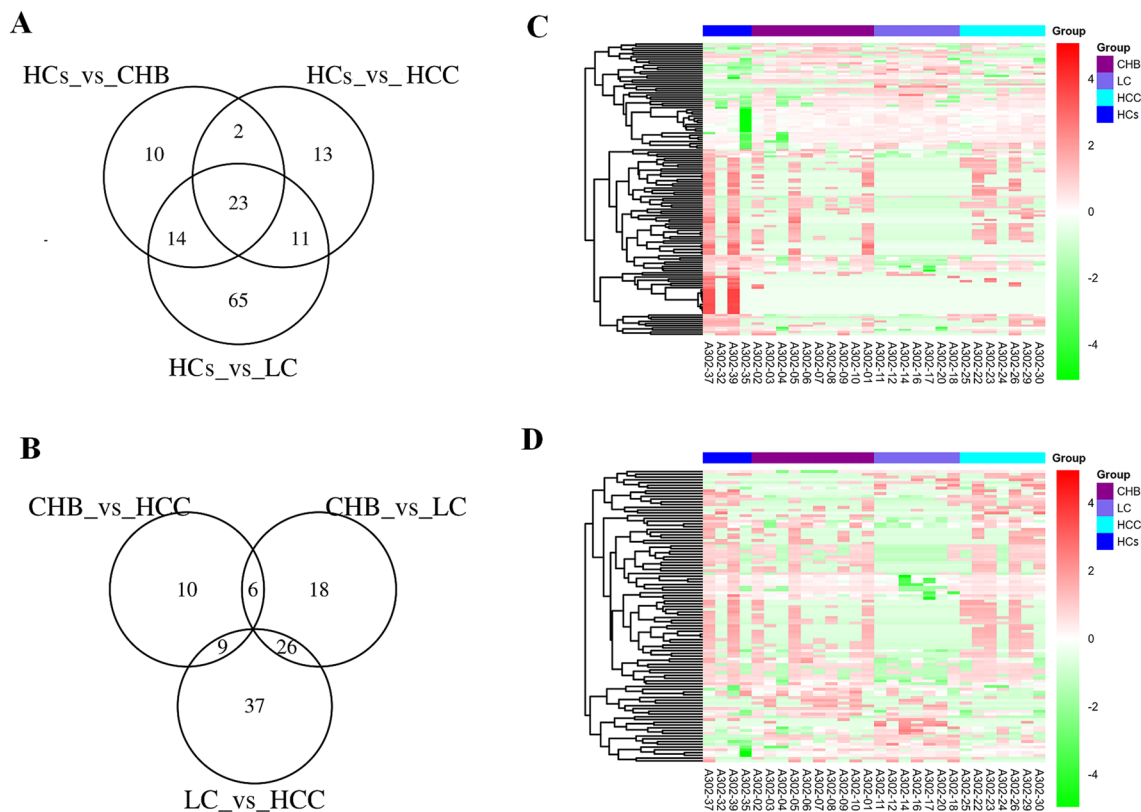 A
HCs_vs_CHB
HCs_vs_HCC
2
10
13
23
14
11
65
HCs_vs_LC
B
CHB_vs_HCC
CHB_vs_LC
10
6
18
9
26
37
LC_vs_HCC
C
Group
4
2
0
-2
-4
Group
CHB
LC
HCC
HCs
A302-37
A302-32
A302-39
A302-35
A302-02
A302-03
A302-04
A302-05
A302-06
A302-07
A302-08
A302-09
A302-10
A302-01
A302-11
A302-12
A302-14
A302-16
A302-17
A302-20
A302-18
A302-25
A302-22
A302-23
A302-24
A302-26
A302-29
A302-30
D
Group
4
2
0
-2
-4
Group
CHB
LC
HCC
HCs
A302-37
A302-32
A302-39
A302-35
A302-02
A302-03
A302-04
A302-05
A302-06
A302-07
A302-08
A302-09
A302-10
A302-01
A302-11
A302-12
A302-14
A302-16
A302-17
A302-20
A302-18
A302-25
A302-22
A302-23
A302-24
A302-26
A302-29
A302-30